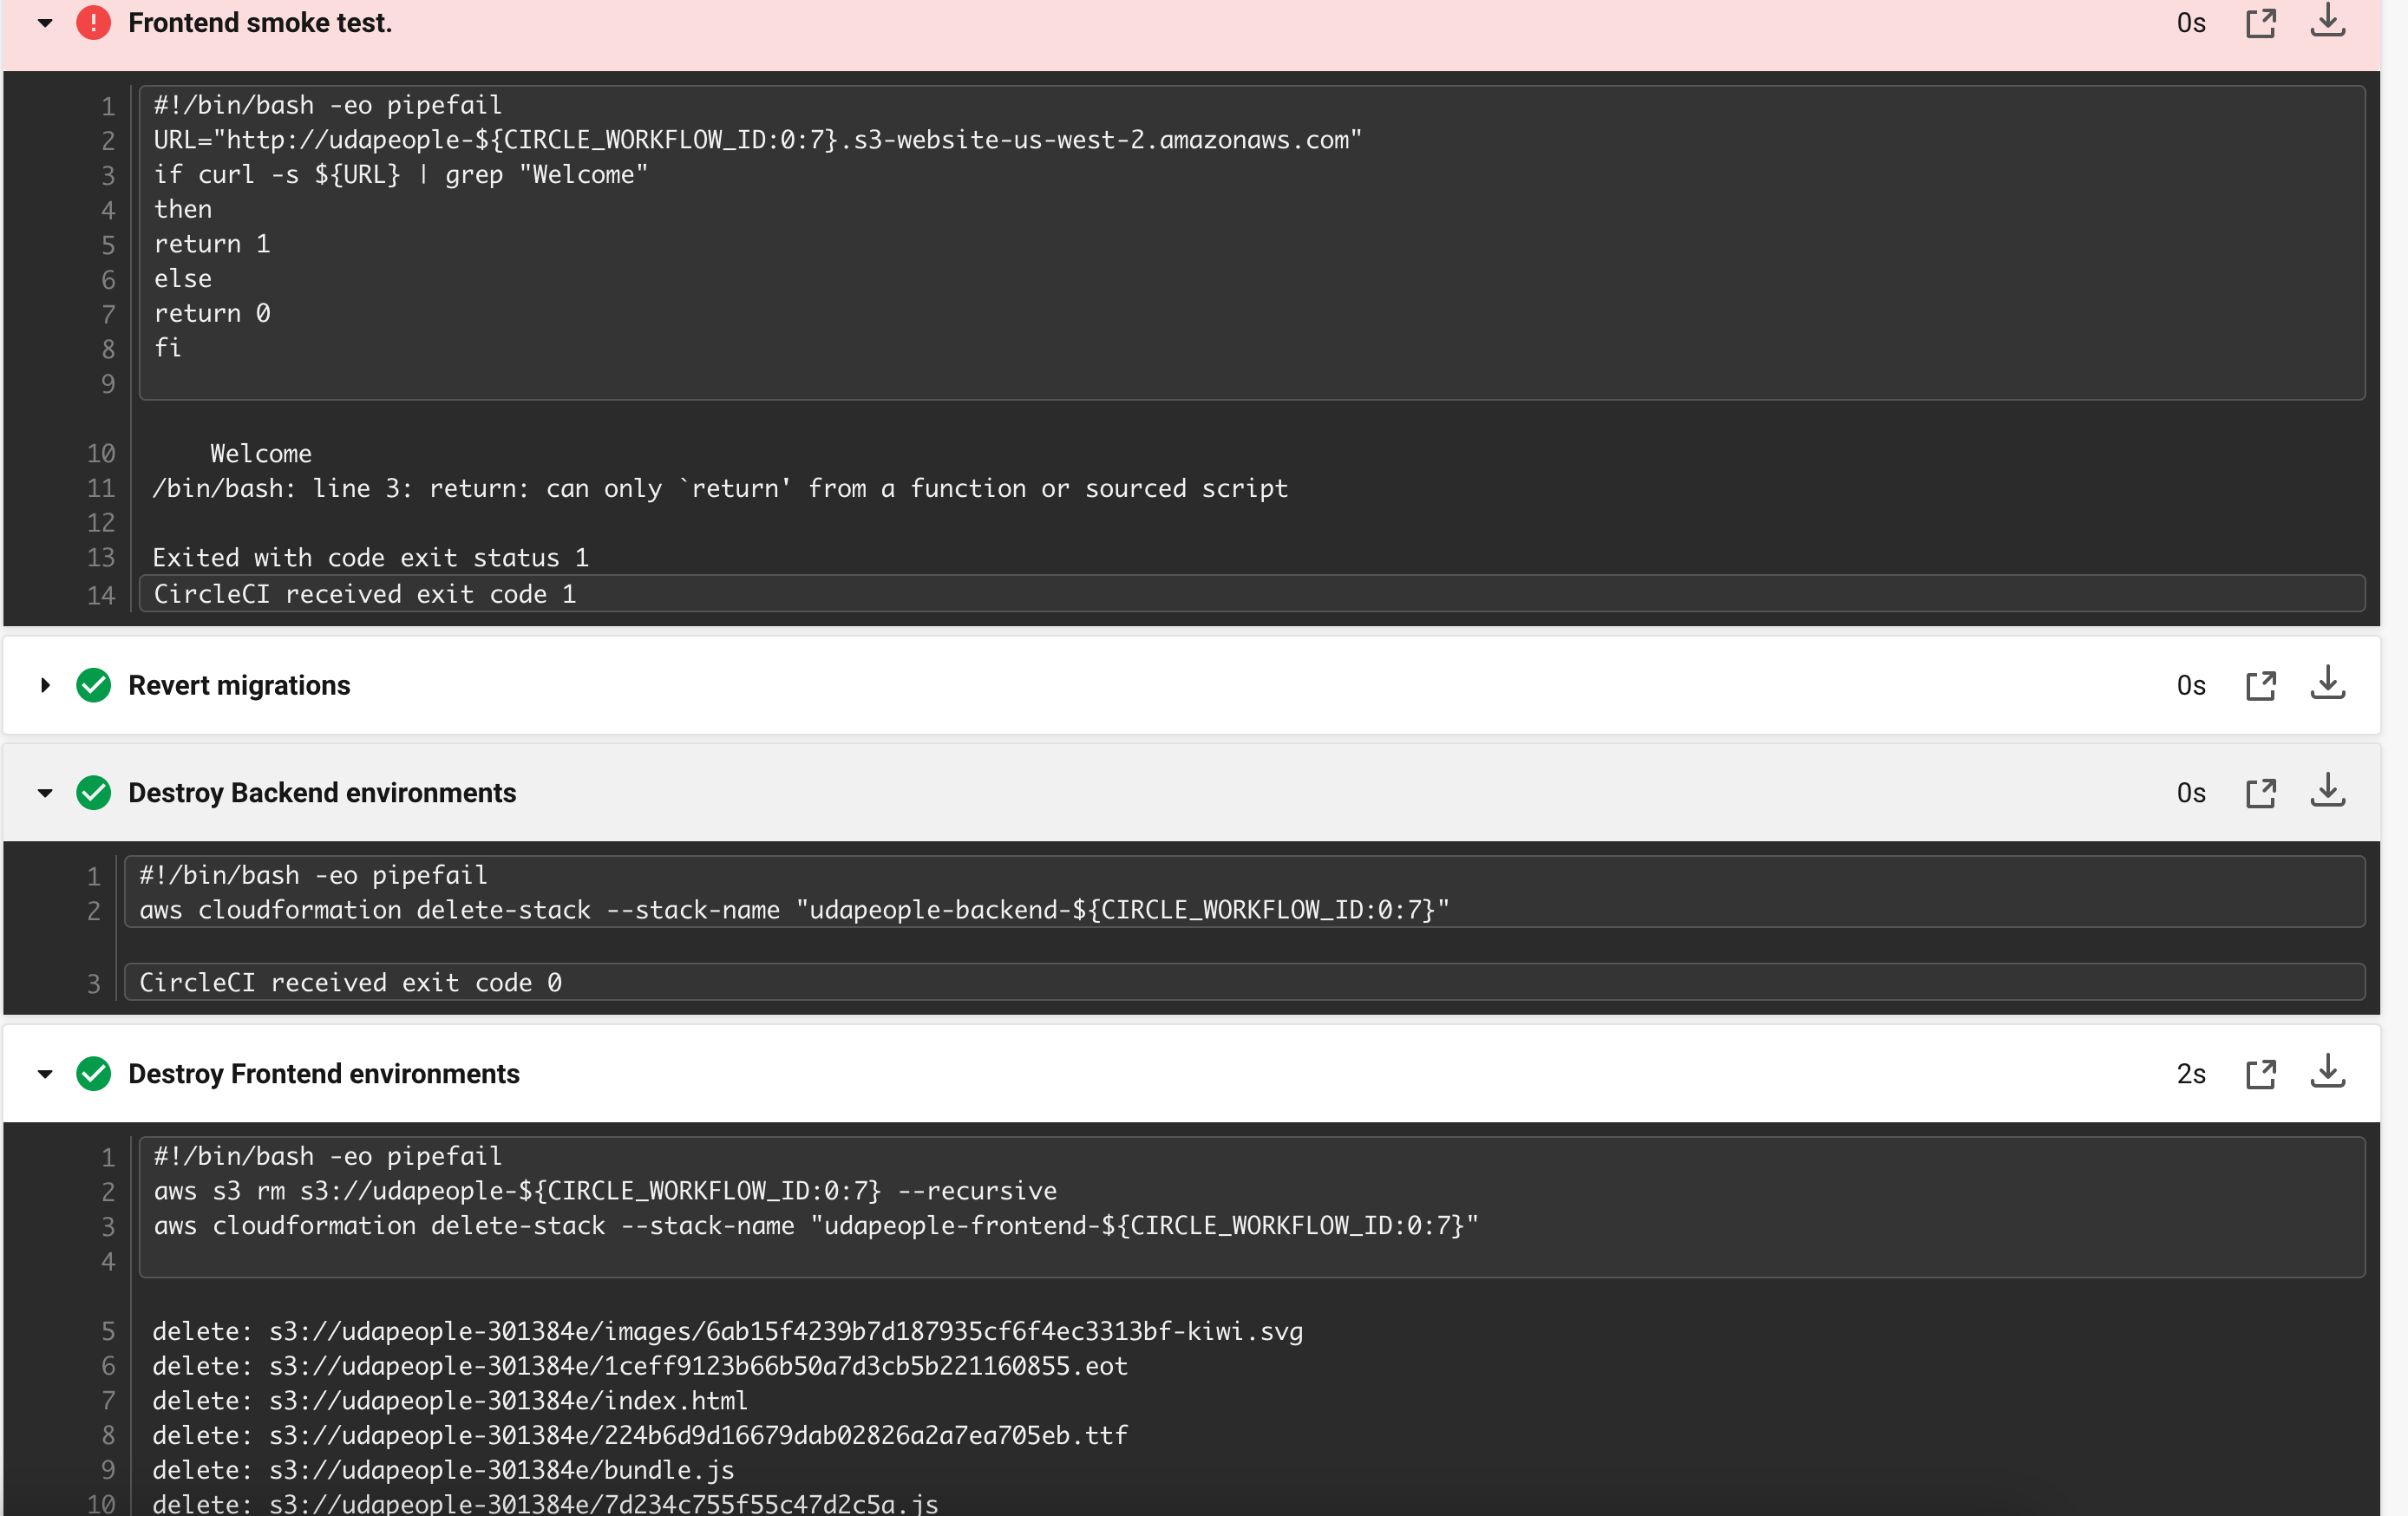 Frontend smoke test.
0s
1 #!/bin/bash -eo pipefail
2 URL="http://udapeople-${CIRCLE_WORKFLOW_ID:0:7}.s3-website-us-west-2.amazonaws.com"
3 if curl -s ${URL} | grep "Welcome"
4 then
5 return 1
6 else
7 return 0
8 fi
9
10 Welcome
11 /bin/bash: line 3: return: can only `return' from a function or sourced script
12
13 Exited with code exit status 1
14 CircleCI received exit code 1
Revert migrations
0s
Destroy Backend environments
0s
1 #!/bin/bash -eo pipefail
2 aws cloudformation delete-stack --stack-name "udapeople-backend-${CIRCLE_WORKFLOW_ID:0:7}"
3 CircleCI received exit code 0
Destroy Frontend environments
2s
1 #!/bin/bash -eo pipefail
2 aws s3 rm s3://udapeople-${CIRCLE_WORKFLOW_ID:0:7} --recursive
3 aws cloudformation delete-stack --stack-name "udapeople-frontend-${CIRCLE_WORKFLOW_ID:0:7}"
4
5 delete: s3://udapeople-301384e/images/6ab15f4239b7d187935cf6f4ec3313bf-kiwi.svg
6 delete: s3://udapeople-301384e/1ceff9123b66b50a7d3cb5b221160855.eot
7 delete: s3://udapeople-301384e/index.html
8 delete: s3://udapeople-301384e/224b6d9d16679dab02826a2a7ea705eb.ttf
9 delete: s3://udapeople-301384e/bundle.js
10 delete: s3://udapeople-301384e/7d234c755f55c47d2c5a.js